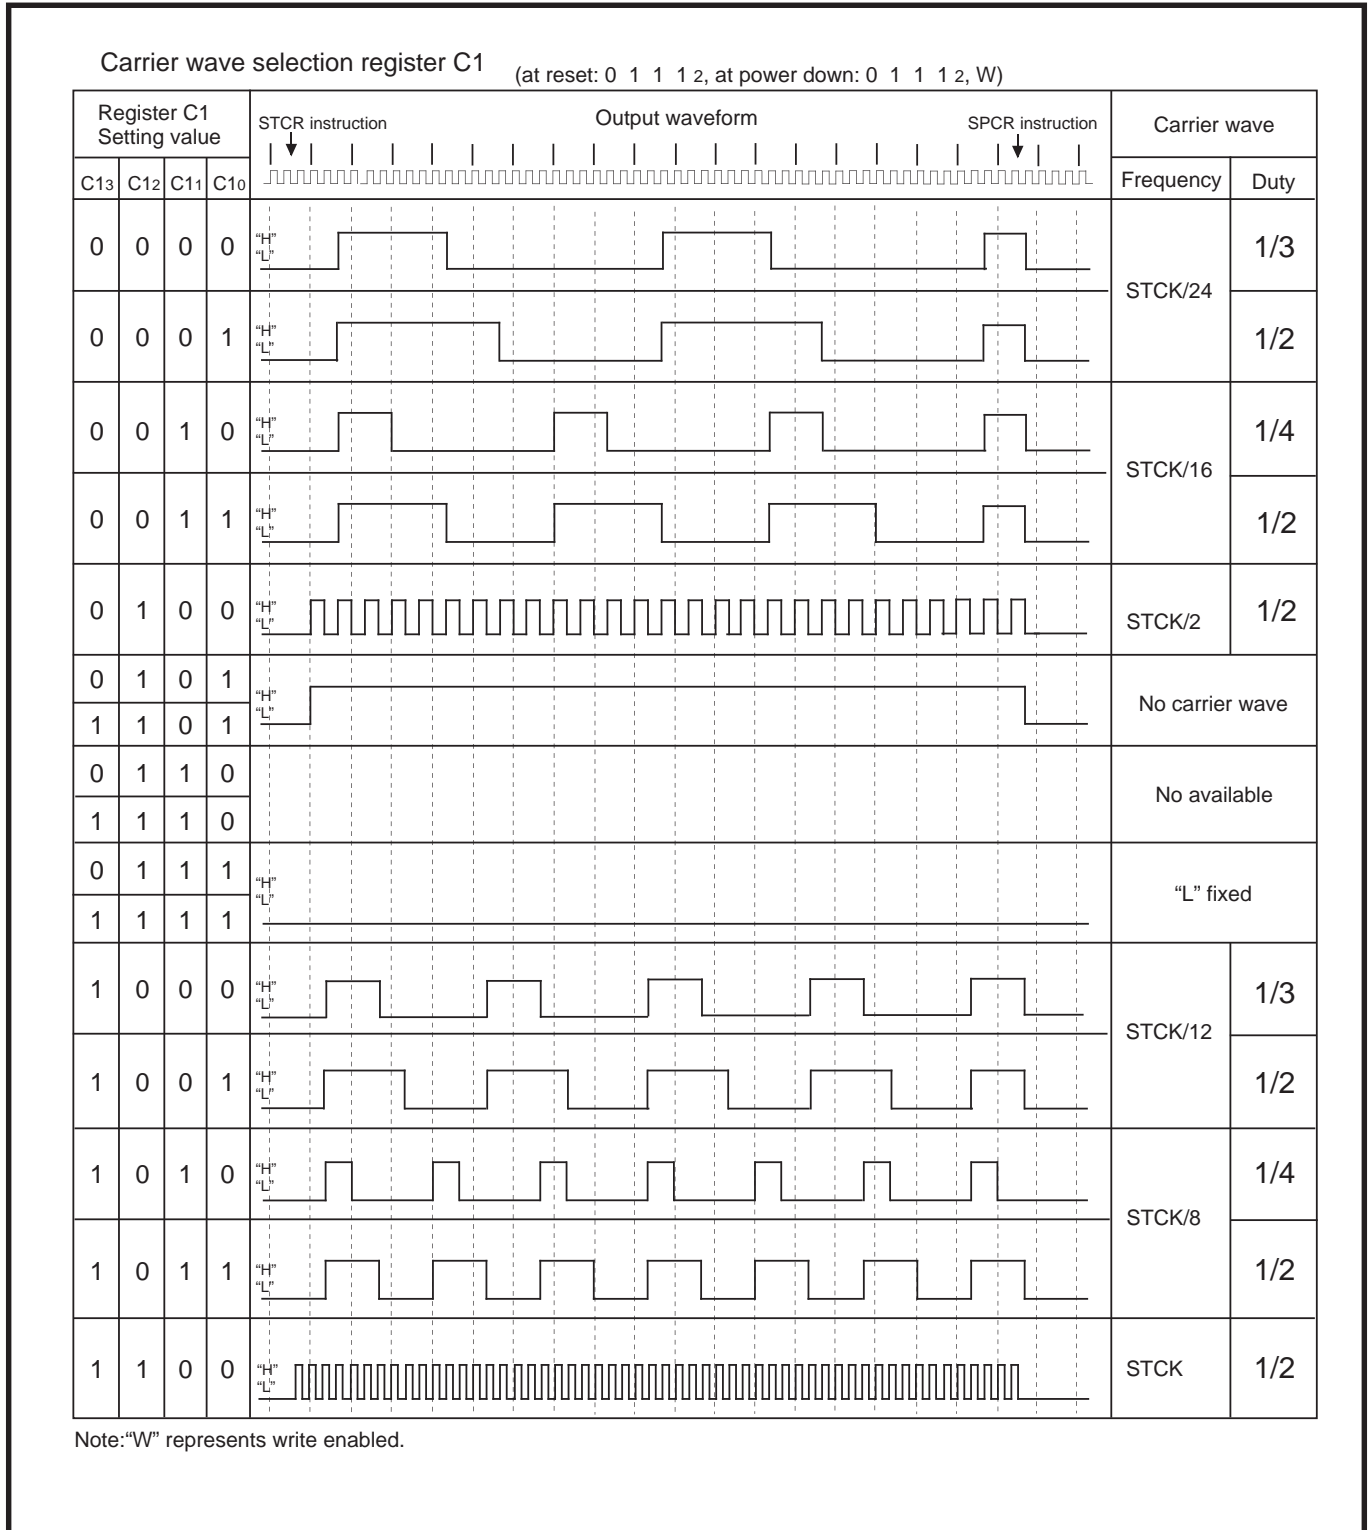 Carrier wave selection register C1 (at reset: 0 1 1 1 2, at power down: 0 1 1 1 2, W)
Register C1 Setting value
Output waveform
STCR instruction
SPCR instruction
Carrier wave
C13 C12 C11 C10
Frequency Duty
0 0 0 0 “H” “L” 1/3
STCK/24
0 0 0 1 “H” “L” 1/2
0 0 1 0 “H” “L” 1/4
STCK/16
0 0 1 1 “H” “L” 1/2
0 1 0 0 “H” “L” STCK/2 1/2
0 1 0 1
“H” “L” No carrier wave
1 1 0 1
0 1 1 0
No available
1 1 1 0
0 1 1 1
“H” “L” “L” fixed
1 1 1 1
1 0 0 0 “H” “L” 1/3
STCK/12
1 0 0 1 “H” “L” 1/2
1 0 1 0 “H” “L” 1/4
STCK/8
1 0 1 1 “H” “L” 1/2
1 1 0 0 “H” “L” STCK 1/2
Note:“W” represents write enabled.